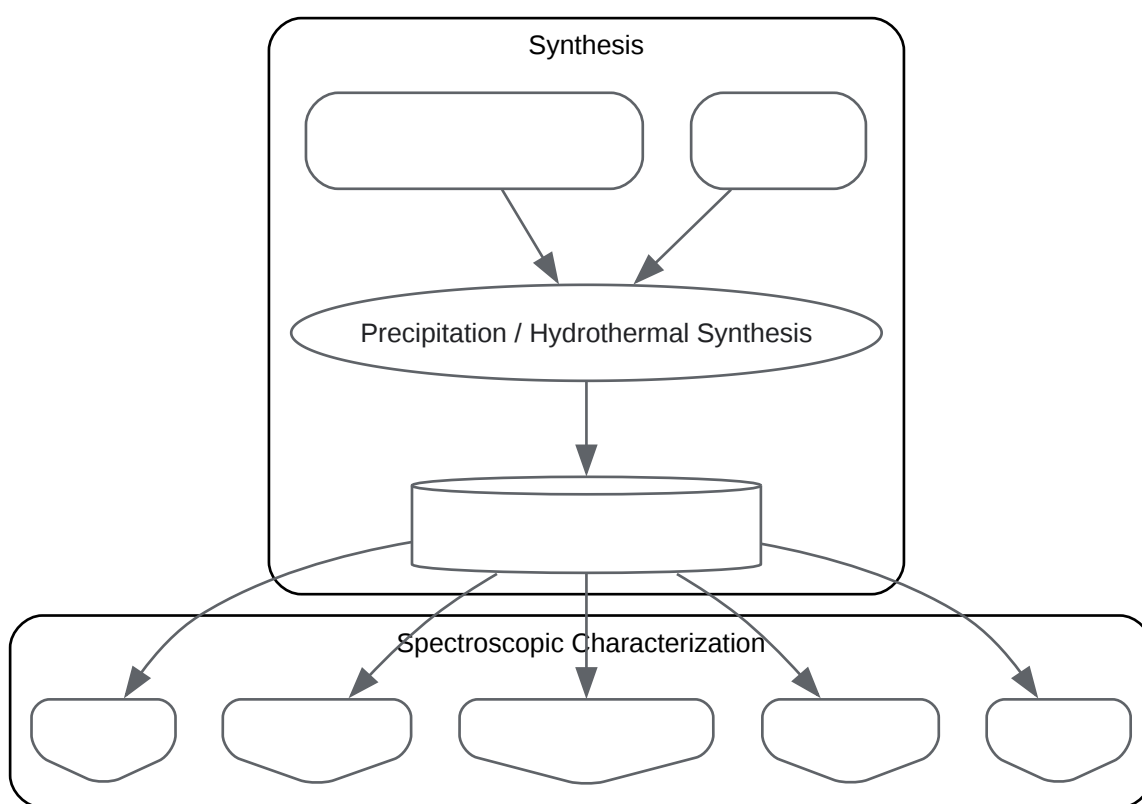 Synthesis
Precipitation / Hydrothermal Synthesis
Spectroscopic Characterization